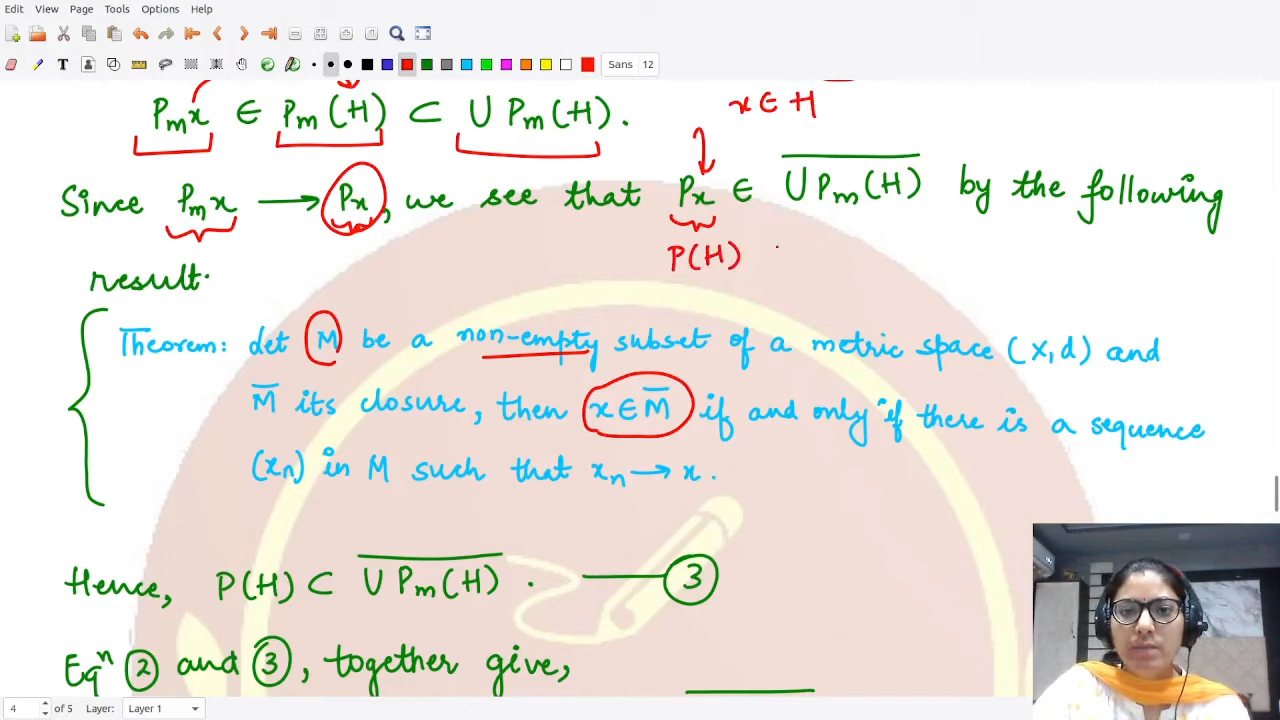 Edit View Page Tools Options Help
Sans 12
Pₘx ∈ Pₘ(H) ⊂ ∪ Pₘ(H).
x ∈ H
Since Pₘx ⟶ Px, we see that Px ∈ \overline{∪ Pₘ(H)} by the following
P(H)
result.
Theorem: Let M be a non-empty subset of a metric space (X,d) and
M̄ its closure, then x ∈ M̄ if and only if there is a sequence
(xₙ) in M such that xₙ ⟶ x.
Hence, P(H) ⊂ \overline{∪ Pₘ(H)}. — ③
Eqⁿ ② and ③, together give,
4 of 5 Layer: Layer 1